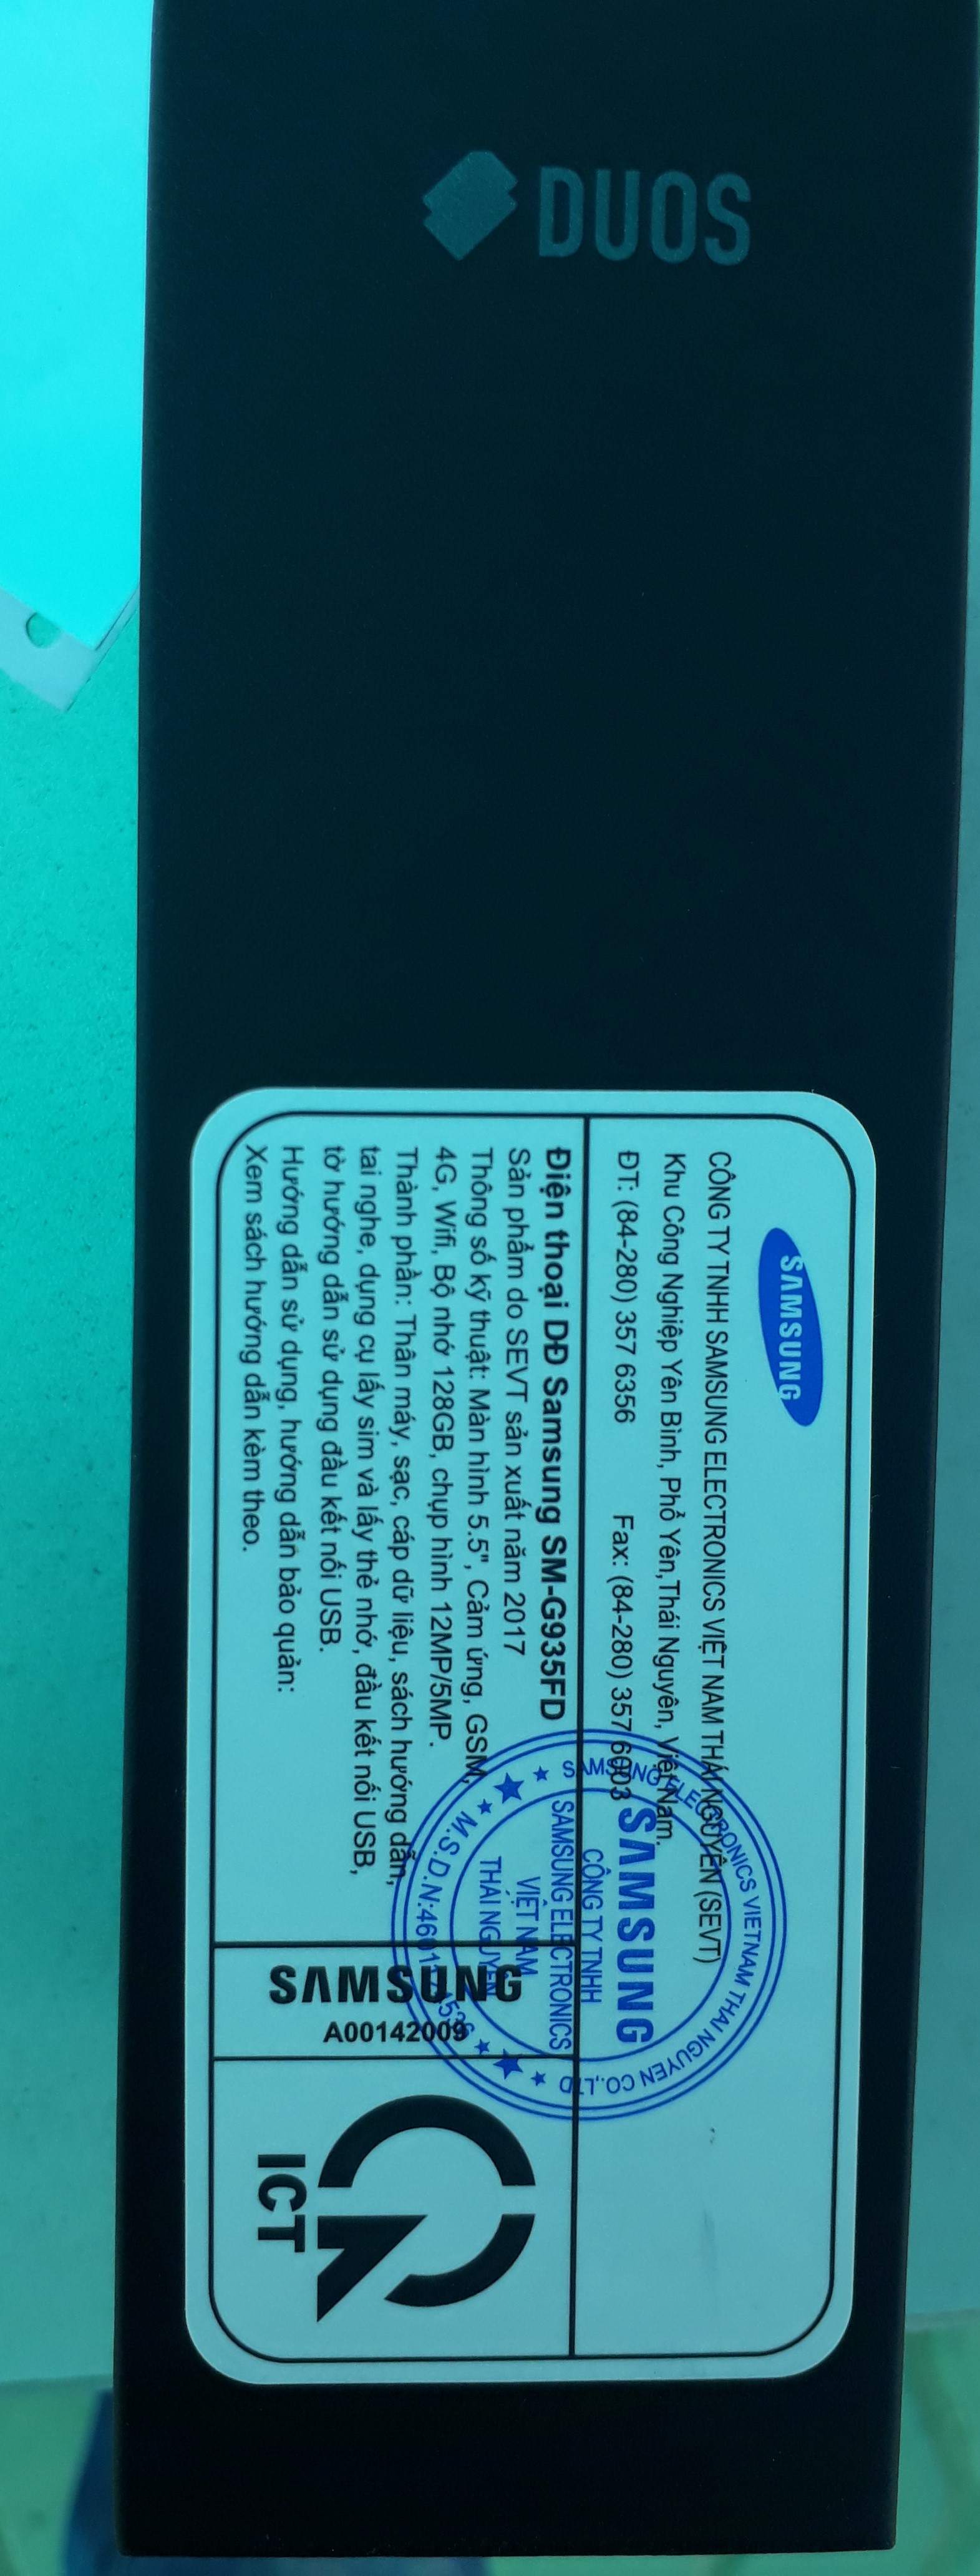 DUOS
SAMSUNG
CÔNG TY TNHH SAMSUNG ELECTRONICS VIỆT NAM THÁI NGUYÊN (SEVT)
Khu Công Nghiệp Yên Bình, Phổ Yên,Thái Nguyên, Việt Nam.
ĐT: (84-280) 357 6356 Fax: (84-280) 357 6003
Điện thoại DĐ Samsung SM-G935FD
Sản phẩm do SEVT sản xuất năm 2017
Thông số kỹ thuật: Màn hình 5.5", Cảm ứng, GSM,
4G, Wifi, Bộ nhớ 128GB, chụp hình 12MP/5MP.
Thành phần: Thân máy, sạc, cáp dữ liệu, sách hướng dẫn,
tai nghe, dụng cụ lấy sim và lấy thẻ nhớ, đầu kết nối USB,
tờ hướng dẫn sử dụng đầu kết nối USB.
Hướng dẫn sử dụng, hướng dẫn bảo quản:
Xem sách hướng dẫn kèm theo.
SAMSUNG ELECTRONICS VIETNAM THAI NGUYEN CO.,LTD
SAMSUNG
CÔNG TY TNHH
SAMSUNG ELECTRONICS
VIỆT NAM
THÁI NGUYÊN
M.S.D.N:
SAMSUNG
A00142009
ICT